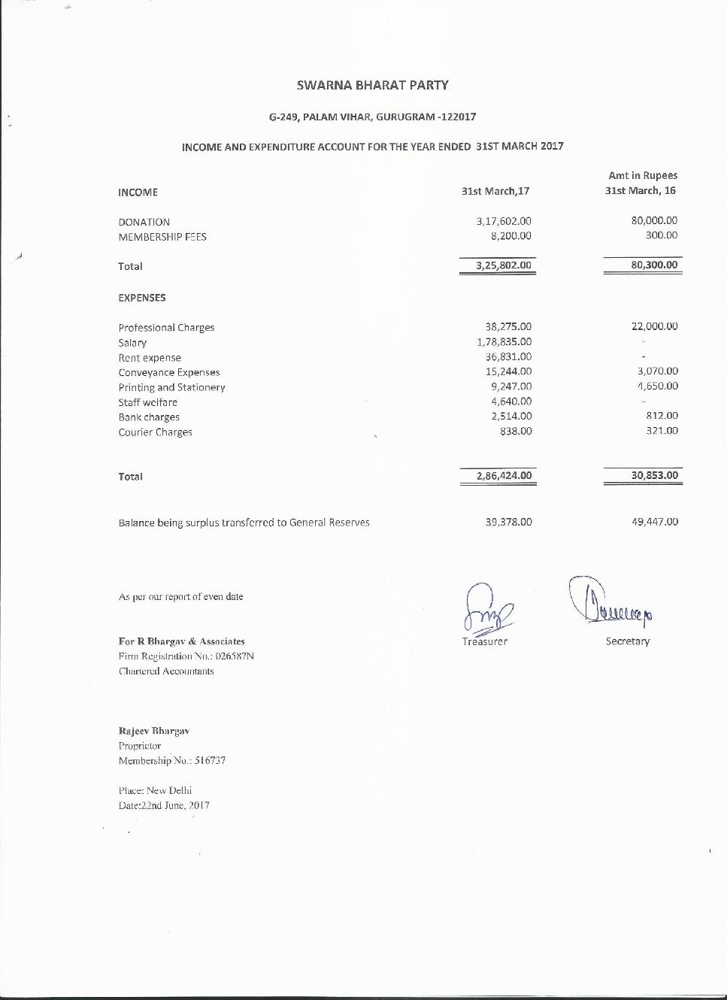 SWARNA BHARAT PARTY
G-249, PALAM VIHAR, GURUGRAM -122017
INCOME AND EXPENDITURE ACCOUNT FOR THE YEAR ENDED 31ST MARCH 2017
Amt in Rupees
INCOME 31st March,17 31st March, 16
DONATION 3,17,602.00 80,000.00
MEMBERSHIP FEES 8,200.00 300.00
Total 3,25,802.00 80,300.00
EXPENSES
Professional Charges 38,275.00 22,000.00
Salary 1,78,835.00 -
Rent expense 36,831.00 -
Conveyance Expenses 15,244.00 3,070.00
Printing and Stationery 9,247.00 4,650.00
Staff welfare 4,640.00 -
Bank charges 2,514.00 812.00
Courier Charges 838.00 321.00
Total 2,86,424.00 30,853.00
Balance being surplus transferred to General Reserves 39,378.00 49,447.00
As per our report of even date
Treasurer Secretary
For R Bhargav & Associates
Firm Registration No.: 026587N
Chartered Accountants
Rajeev Bhargav
Proprietor
Membership No.: 516737
Place: New Delhi
Date:22nd June, 2017